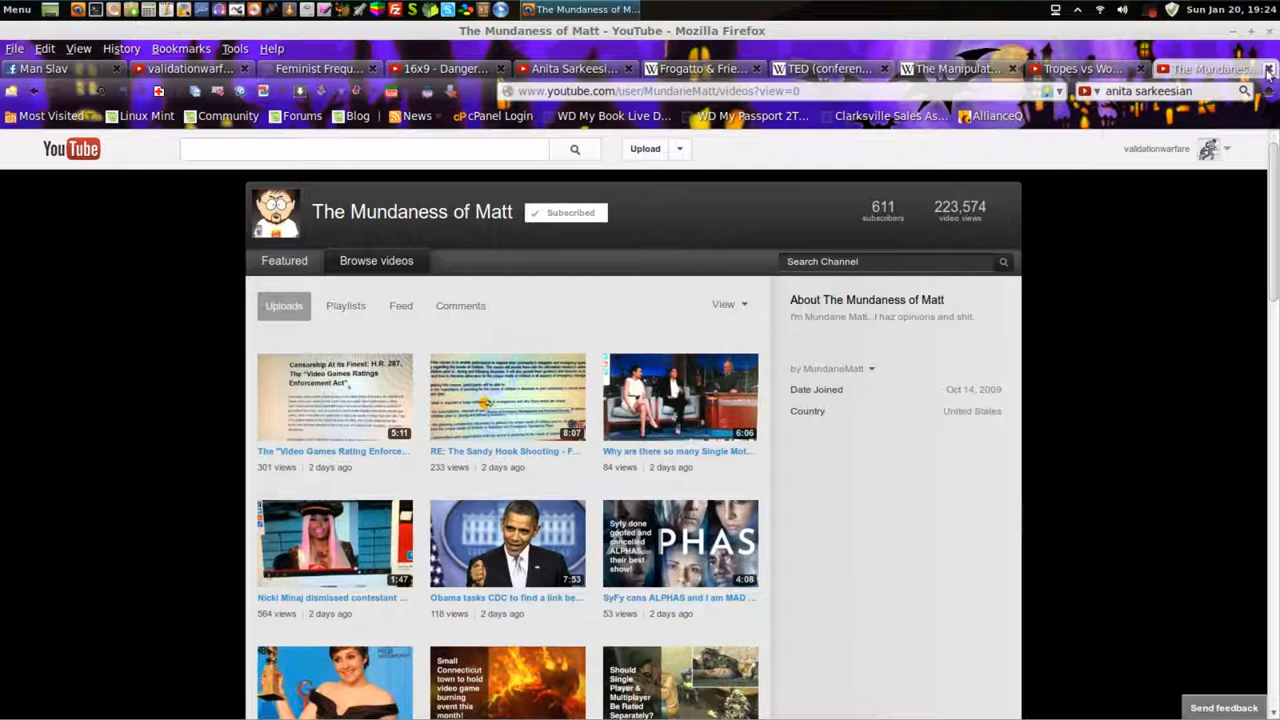 Menu
The Mundaness of M...
Sun Jan 20, 19:24
The Mundaness of Matt - YouTube - Mozilla Firefox
File Edit View History Bookmarks Tools Help
Man Slav
validationwarf...
Feminist Frequ...
16x9 - Danger...
Anita Sarkeesi...
Frogatto & Frie...
TED (conferen...
The Manipulat...
Tropes vs Wo...
The Mundanes...
www.youtube.com/user/MundaneMatt/videos?view=0
anita sarkeesian
Most Visited
Linux Mint
Community
Forums
Blog
News
cPanel Login
WD My Book Live D...
WD My Passport 2T...
Clarksville Sales As...
AllianceQ
YouTube
Upload
validationwarfare
The Mundaness of Matt
Subscribed
611
subscribers
223,574
video views
Featured
Browse videos
Search Channel
Uploads
Playlists
Feed
Comments
View
About The Mundaness of Matt
I'm Mundane Matt...I haz opinions and shit.
by MundaneMatt
Date Joined Oct 14, 2009
Country United States
Censorship At Its Finest: H.R. 287,
The "Video Games Ratings
Enforcement Act"
5:11
8:07
6:06
The "Video Games Rating Enforce...
301 views 2 days ago
RE: The Sandy Hook Shooting - F...
233 views 2 days ago
Why are there so many Single Mot...
84 views 2 days ago
Syfy done
goofed and
cancelled
ALPHAS,
their best
show!
PHAS
1:47
7:53
4:08
Nicki Minaj dismissed contestant ...
564 views 2 days ago
Obama tasks CDC to find a link be...
118 views 2 days ago
SyFy cans ALPHAS and I am MAD ...
53 views 2 days ago
Small
Connecticut
town to hold
video game
burning
event this
month!
Should
Single
Player &
Multiplayer
Be Rated
Separately?
Send feedback